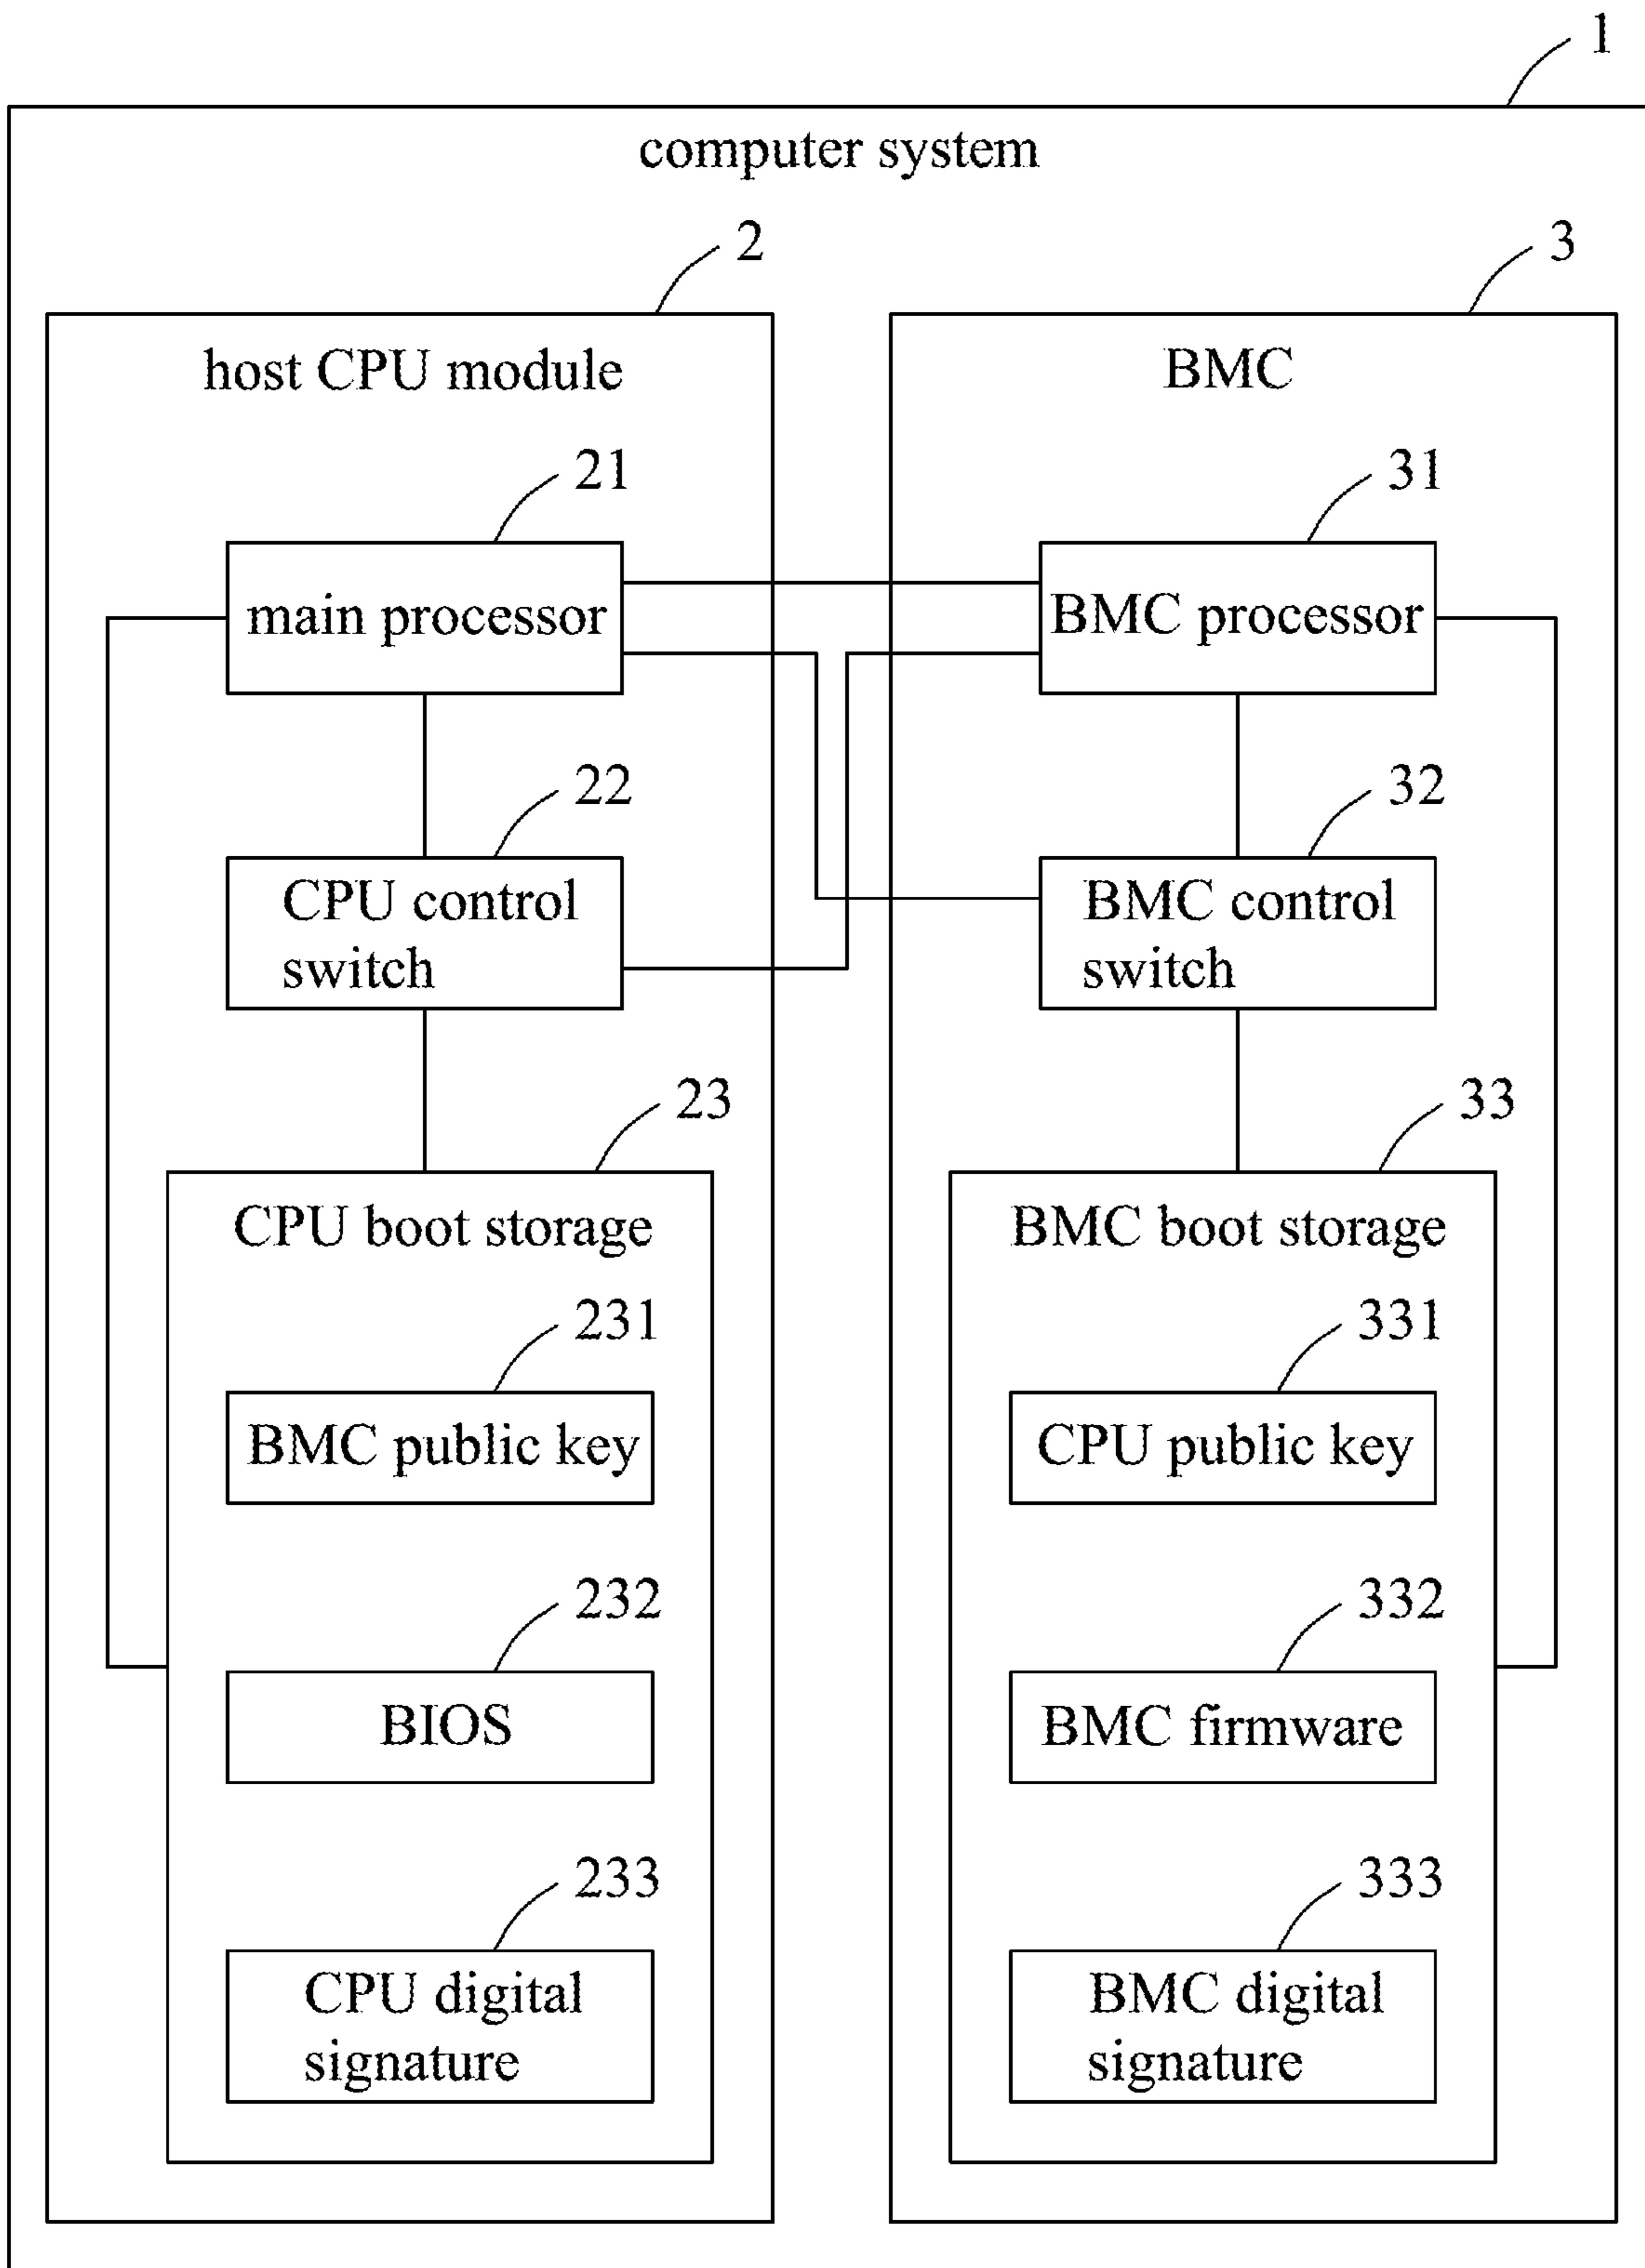 1
computer system
2
host CPU module
21
main processor
22
CPU control
switch
23
CPU boot storage
231
BMC public key
232
BIOS
233
CPU digital
signature
3
BMC
31
BMC processor
32
BMC control
switch
33
BMC boot storage
331
CPU public key
332
BMC firmware
333
BMC digital
signature